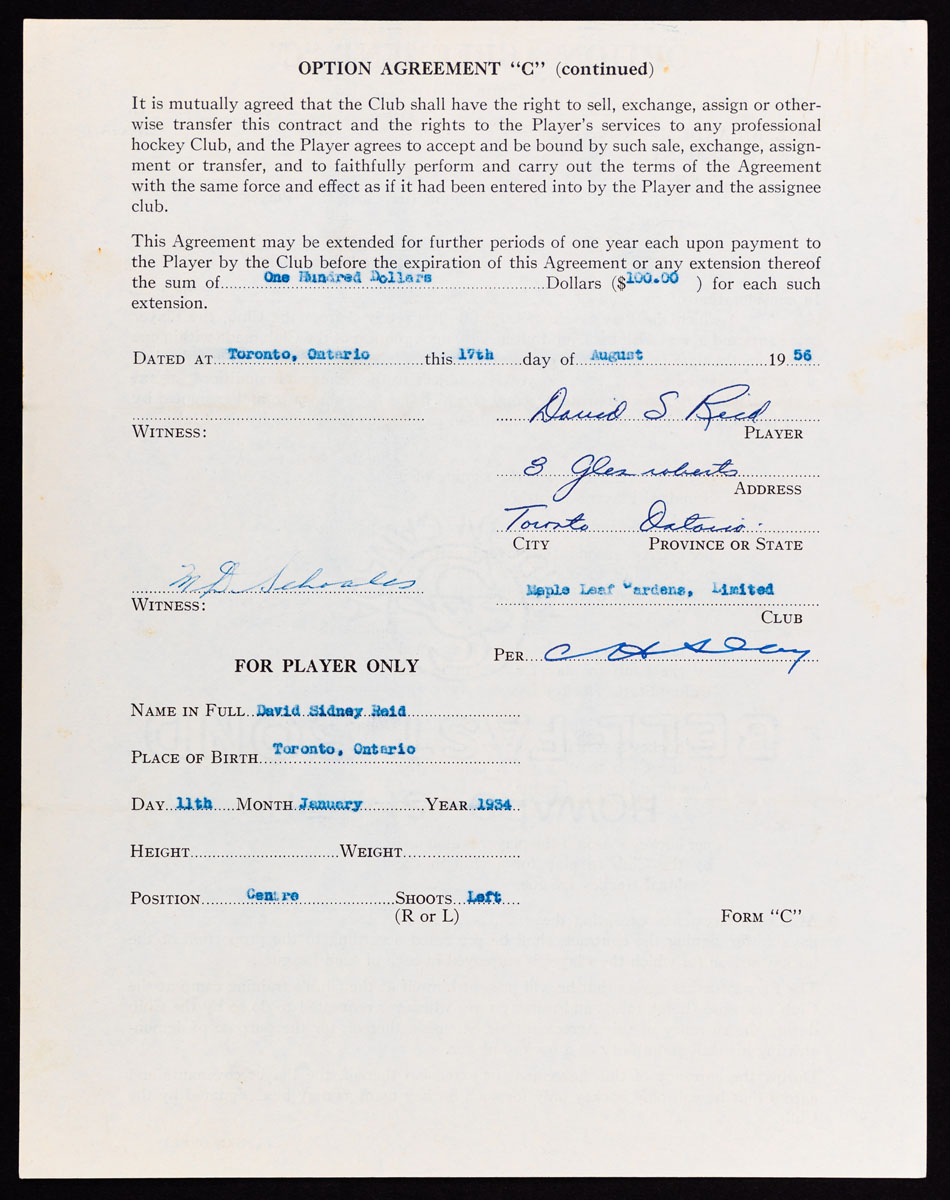 OPTION AGREEMENT “C” (continued)
It is mutually agreed that the Club shall have the right to sell, exchange, assign or other-
wise transfer this contract and the rights to the Player’s services to any professional
hockey Club, and the Player agrees to accept and be bound by such sale, exchange, assign-
ment or transfer, and to faithfully perform and carry out the terms of the Agreement
with the same force and effect as if it had been entered into by the Player and the assignee
club.
This Agreement may be extended for further periods of one year each upon payment to
the Player by the Club before the expiration of this Agreement or any extension thereof
the sum of One Hundred Dollars Dollars ($100.00 ) for each such
extension.
DATED AT Toronto, Ontario this 17th day of August 19 56
David S Reid
WITNESS: PLAYER
3 Glen roberts
ADDRESS
Toronto Ontario.
CITY PROVINCE OR STATE
Maple Leaf Gardens, Limited
WITNESS:
CLUB
PER
FOR PLAYER ONLY
NAME IN FULL David Sidney Reid
PLACE OF BIRTH Toronto, Ontario
DAY 11th MONTH January YEAR 1934
HEIGHT WEIGHT
POSITION Centre SHOOTS Left
(R or L) FORM “C”